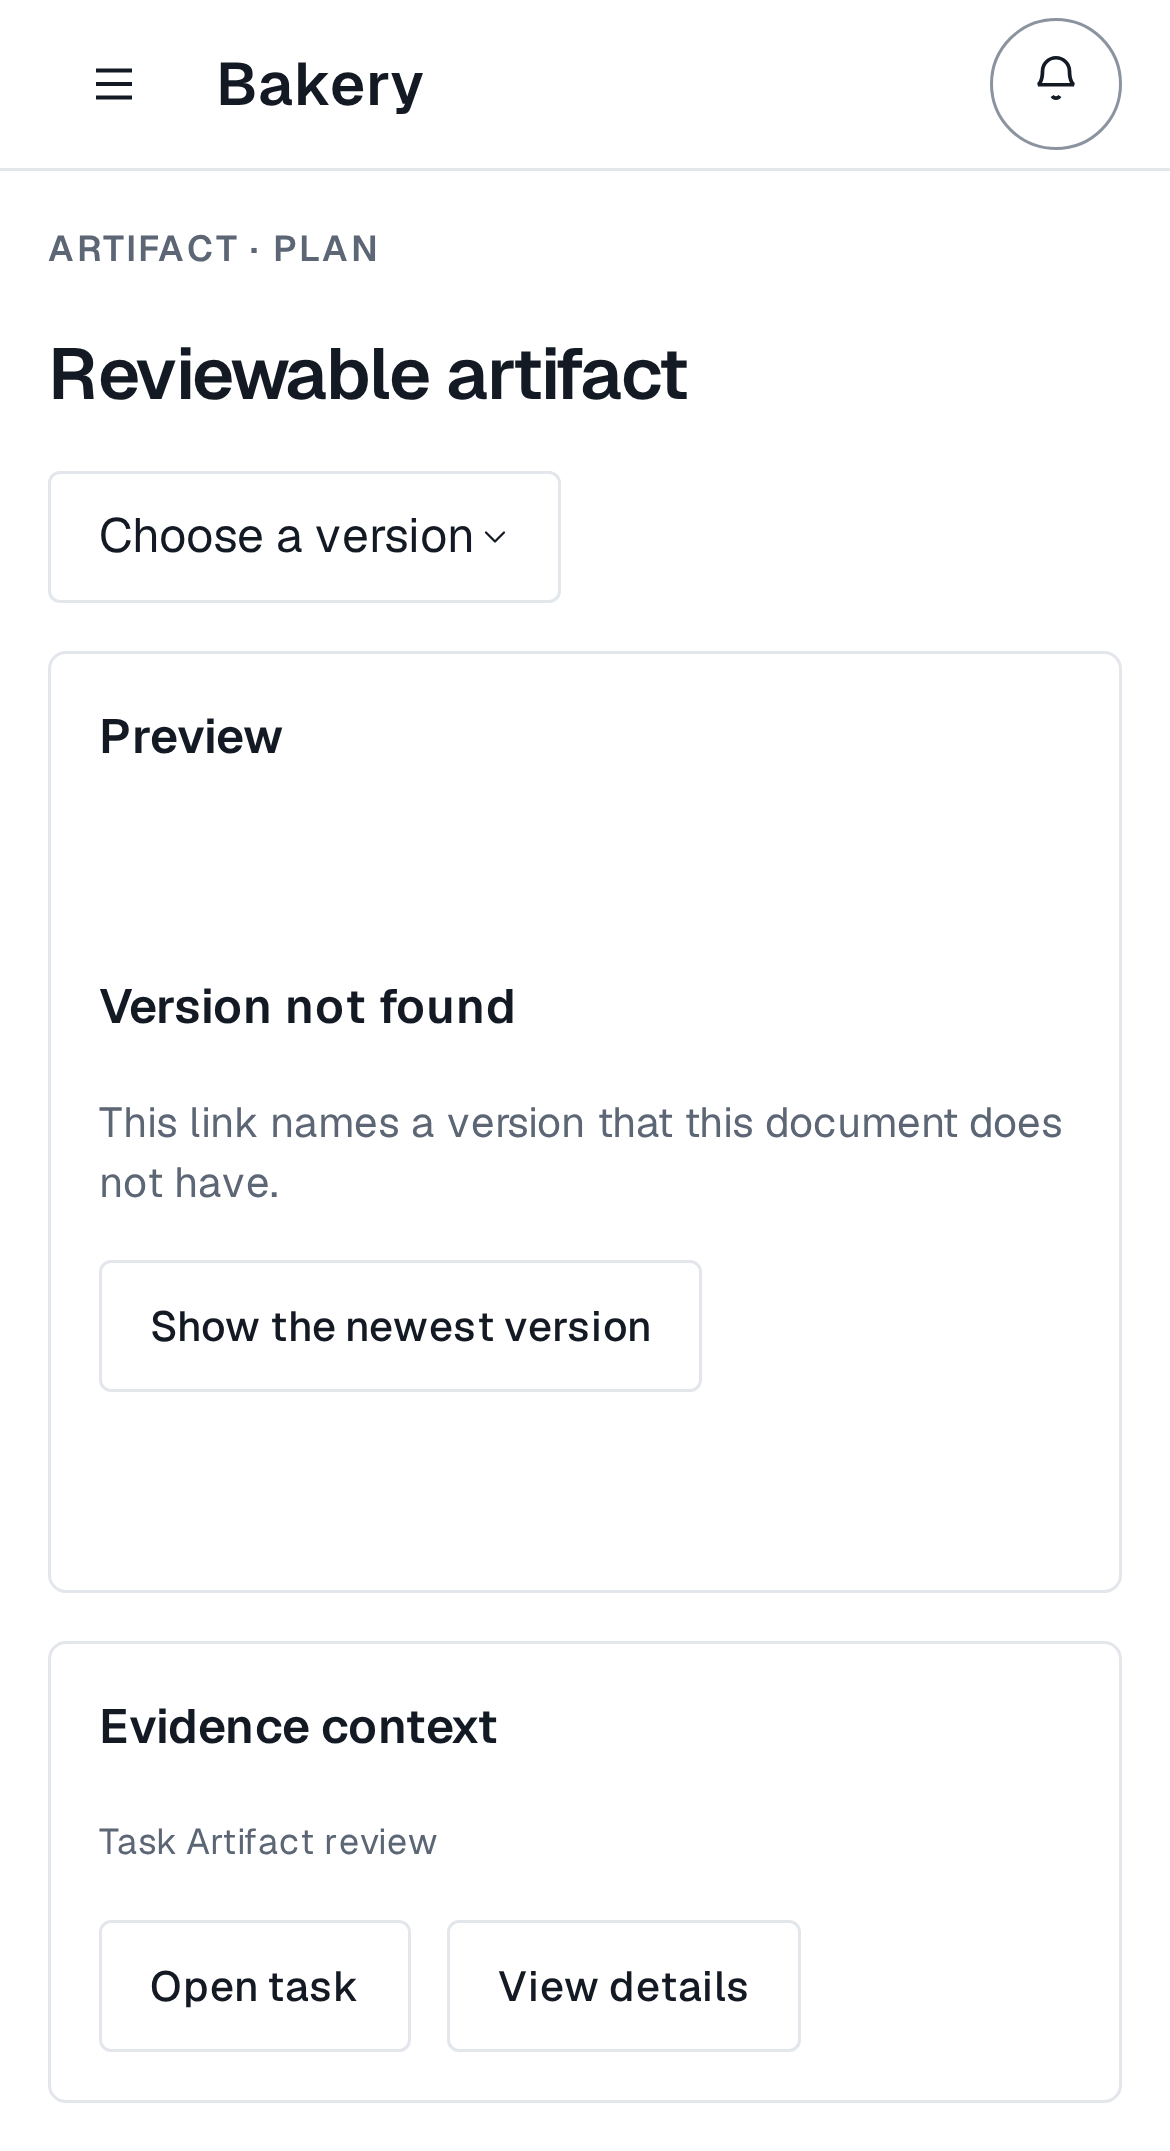 Bakery
ARTIFACT · PLAN
Reviewable artifact
Choose a version
Preview
Version not found
This link names a version that this document does
not have.
Show the newest version
Evidence context
Task Artifact review
Open task
View details